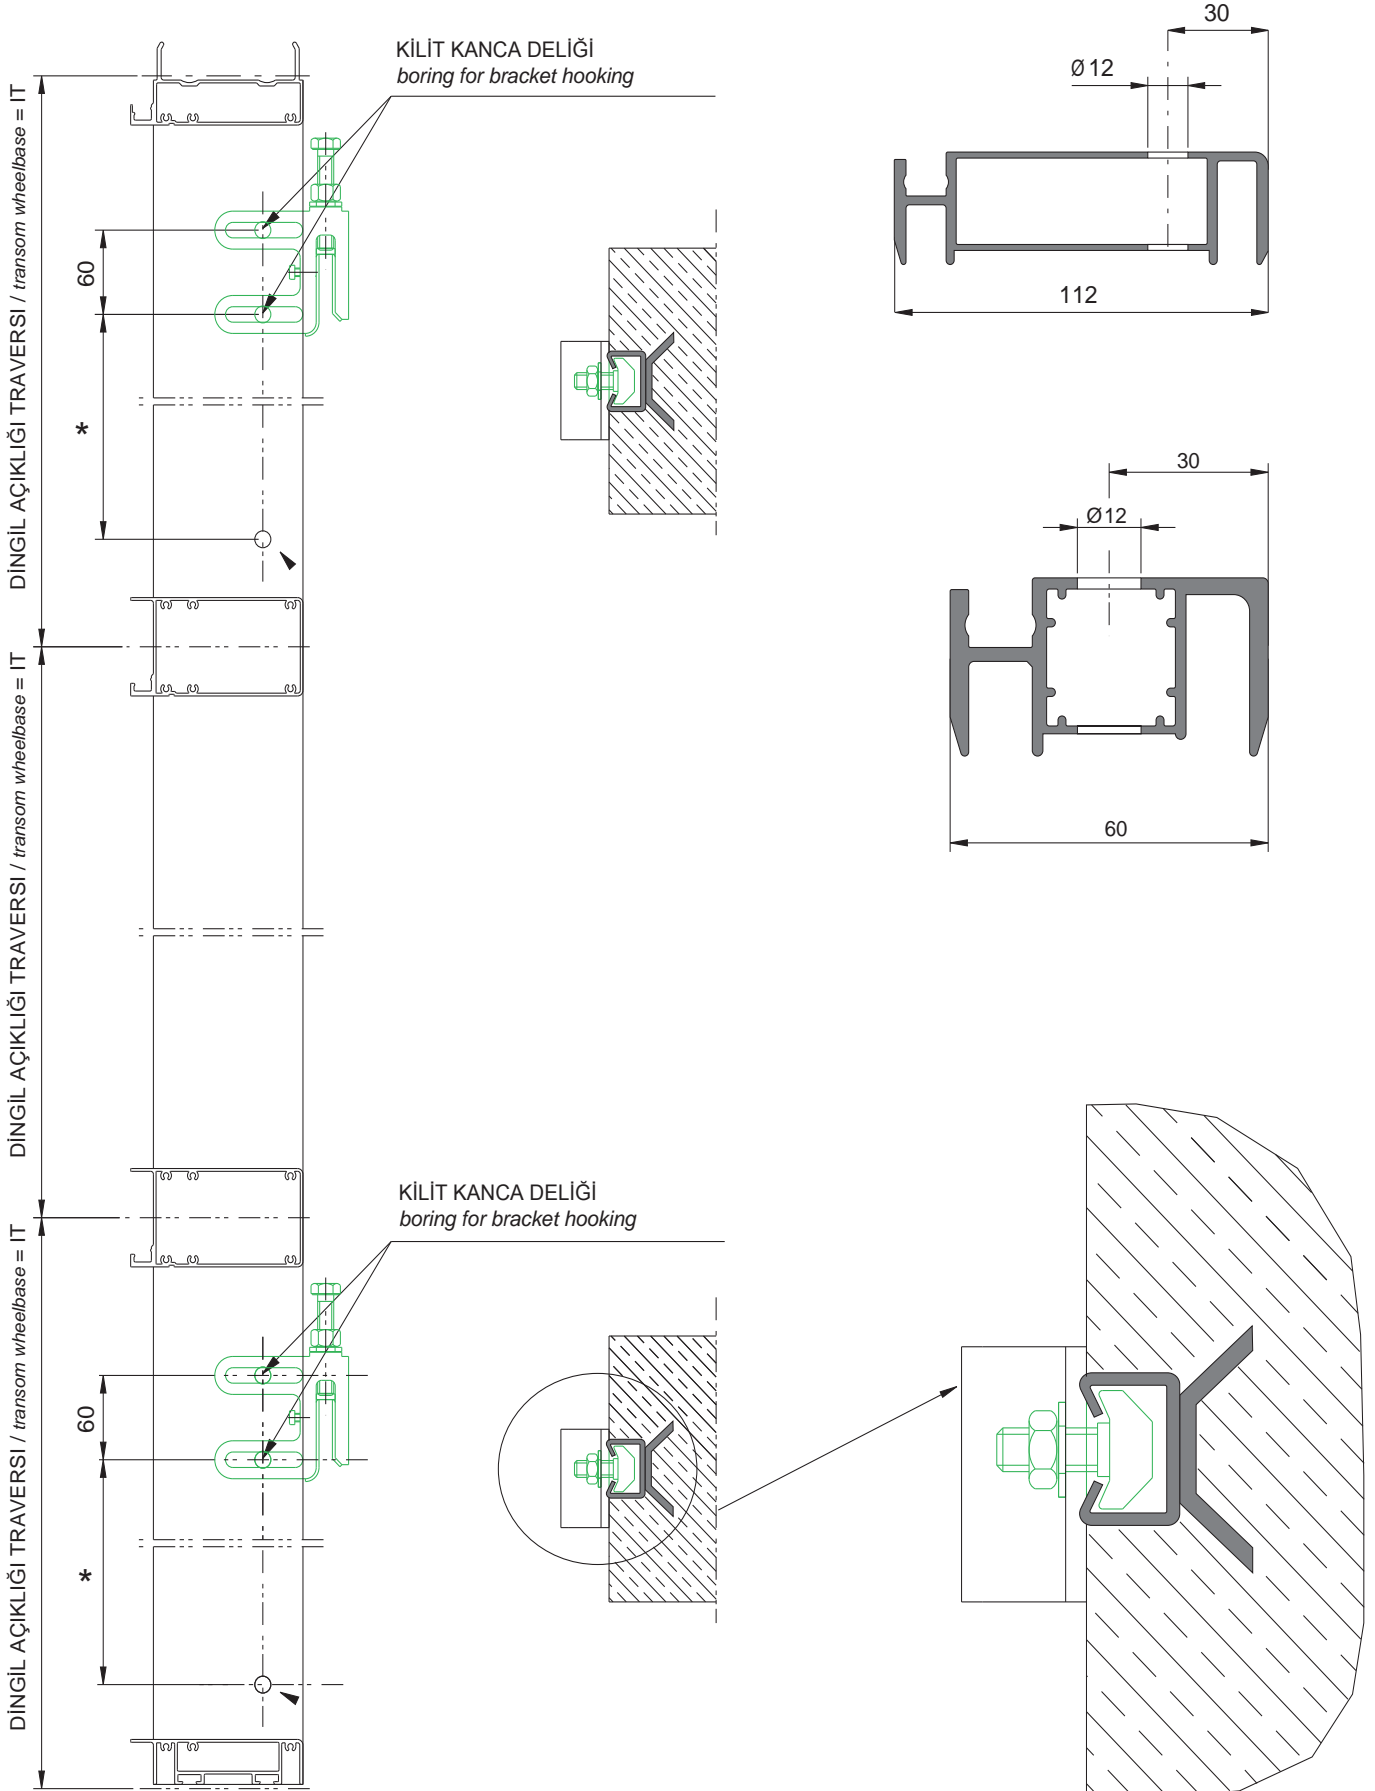 KİLİT KANCA DELİĞİ
boring for bracket hooking
30
Ø12
112
DİNGİL AÇIKLIĞI TRAVERSI / transom wheelbase = IT
60
*
30
Ø12
60
DİNGİL AÇIKLIĞI TRAVERSI / transom wheelbase = IT
KİLİT KANCA DELİĞİ
boring for bracket hooking
DİNGİL AÇIKLIĞI TRAVERSI / transom wheelbase = IT
60
*